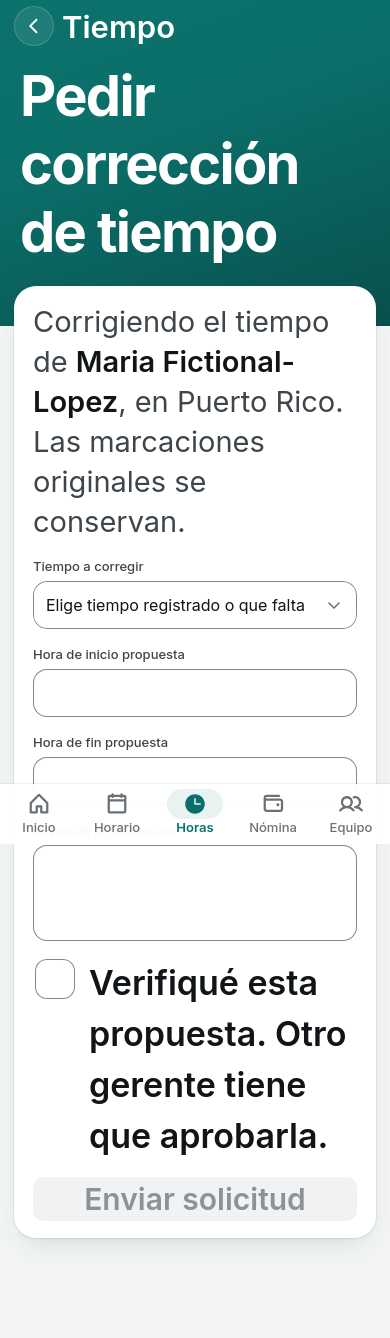 Tiempo
Pedir
corrección
de tiempo
Corrigiendo el tiempo
de Maria Fictional-
Lopez, en Puerto Rico.
Las marcaciones
originales se
conservan.
Tiempo a corregir
Elige tiempo registrado o que falta
Hora de inicio propuesta
Hora de fin propuesta
Inicio
Horario
Horas
Nómina
Equipo
Verifiqué esta
propuesta. Otro
gerente tiene
que aprobarla.
Enviar solicitud